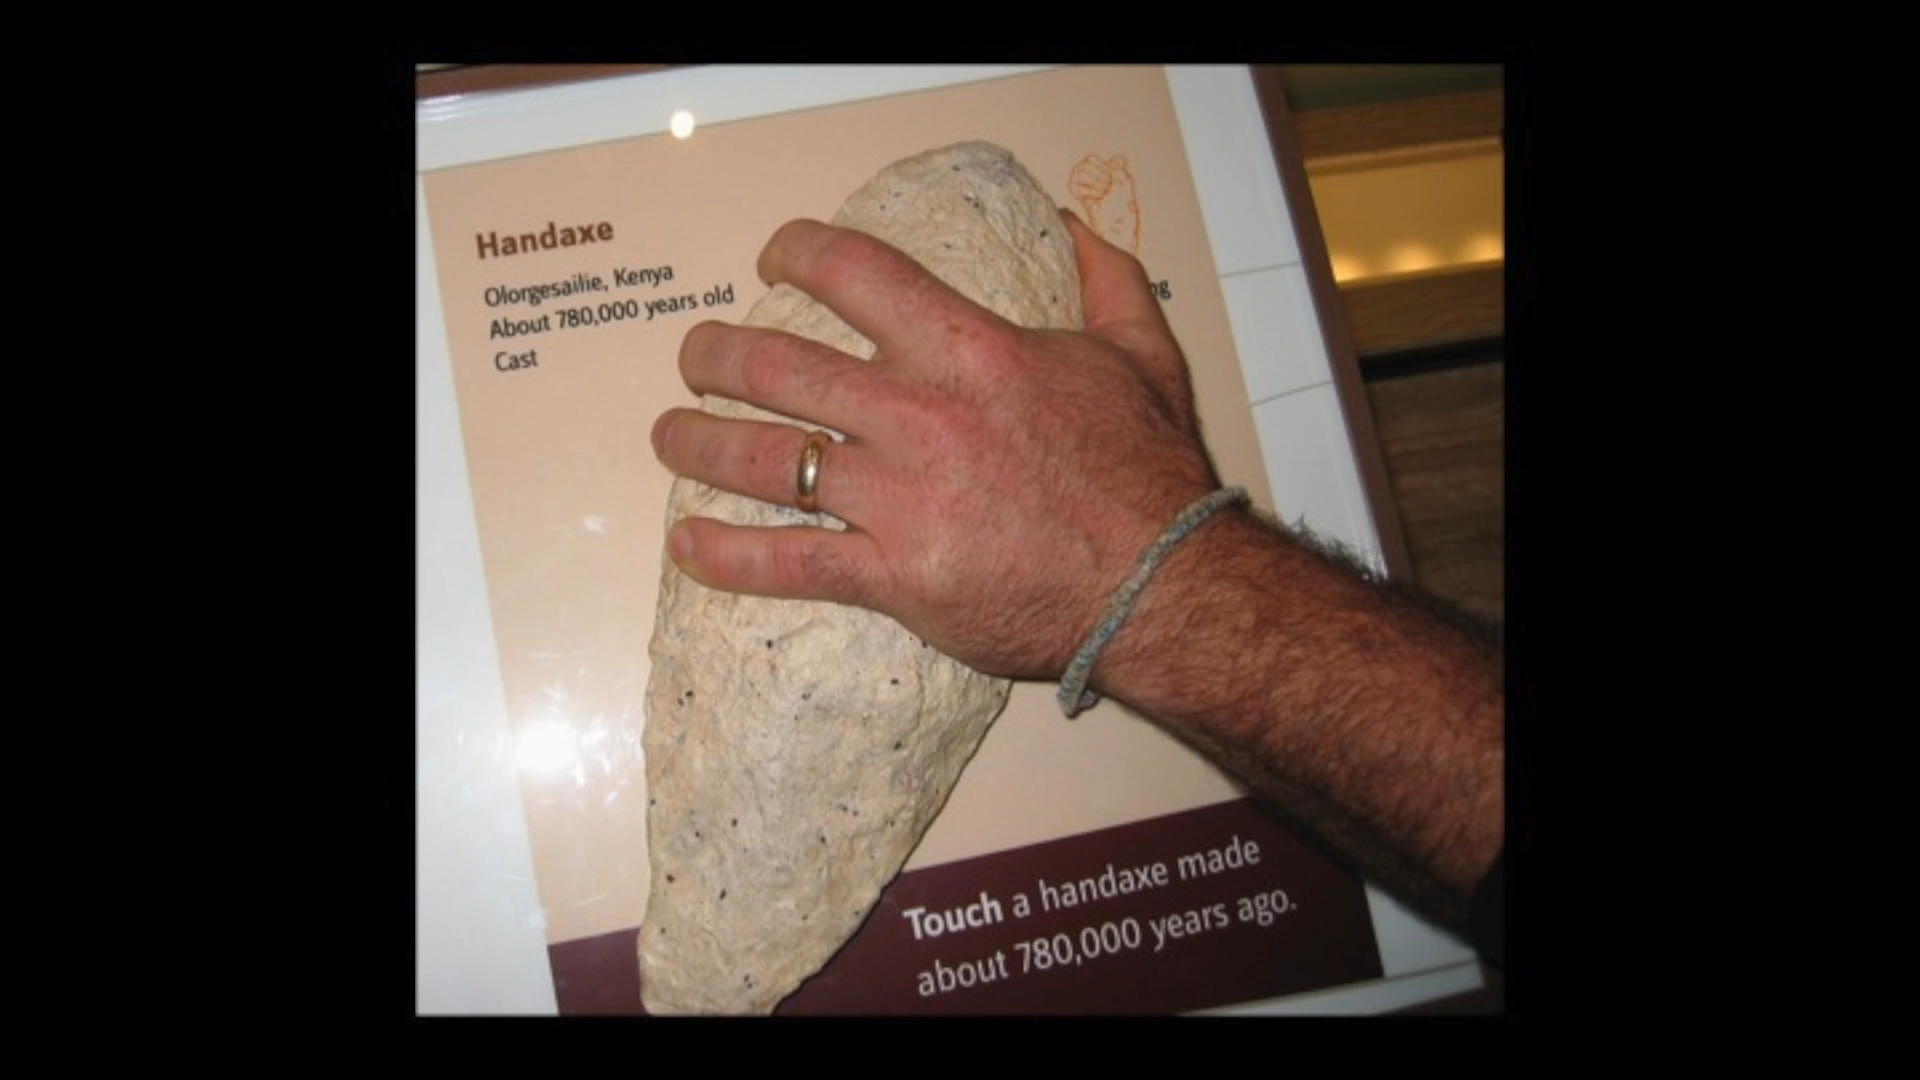 Handaxe
Olorgesailie, Kenya
About 780,000 years old
Cast
Touch a handaxe made
about 780,000 years ago.